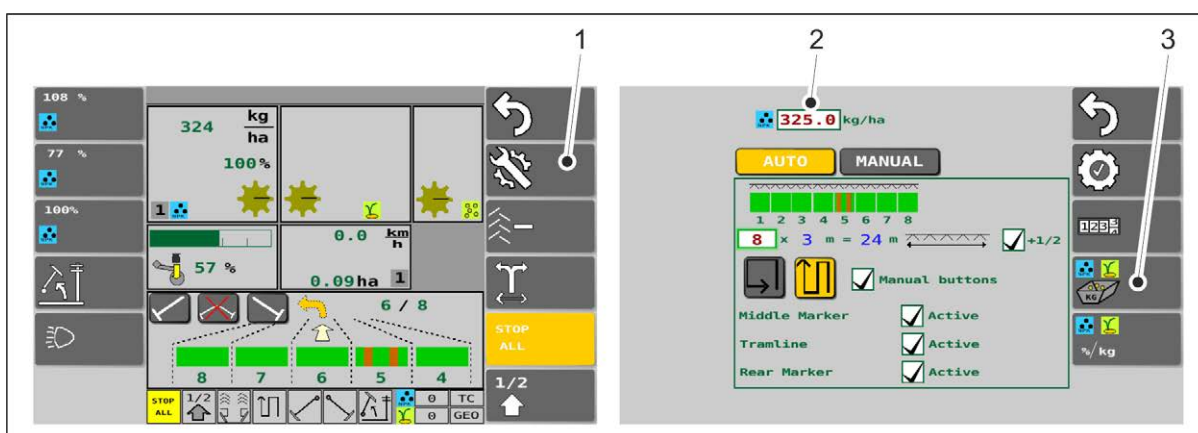 1
2
3
108 %
77 %
100%
324 kg
ha
100%
1
57 %
0.0 km
h
0.09ha 1
6 / 8
8 7 6 5 4
STOP
ALL
1/2
STOP
ALL
1/2
0 TC
0 GEO
325.0 kg/ha
AUTO MANUAL
1 2 3 4 5 6 7 8
8 x 3 m = 24 m +1/2
Manual buttons
Middle Marker Active
Tramline Active
Rear Marker Active
KG
%/kg